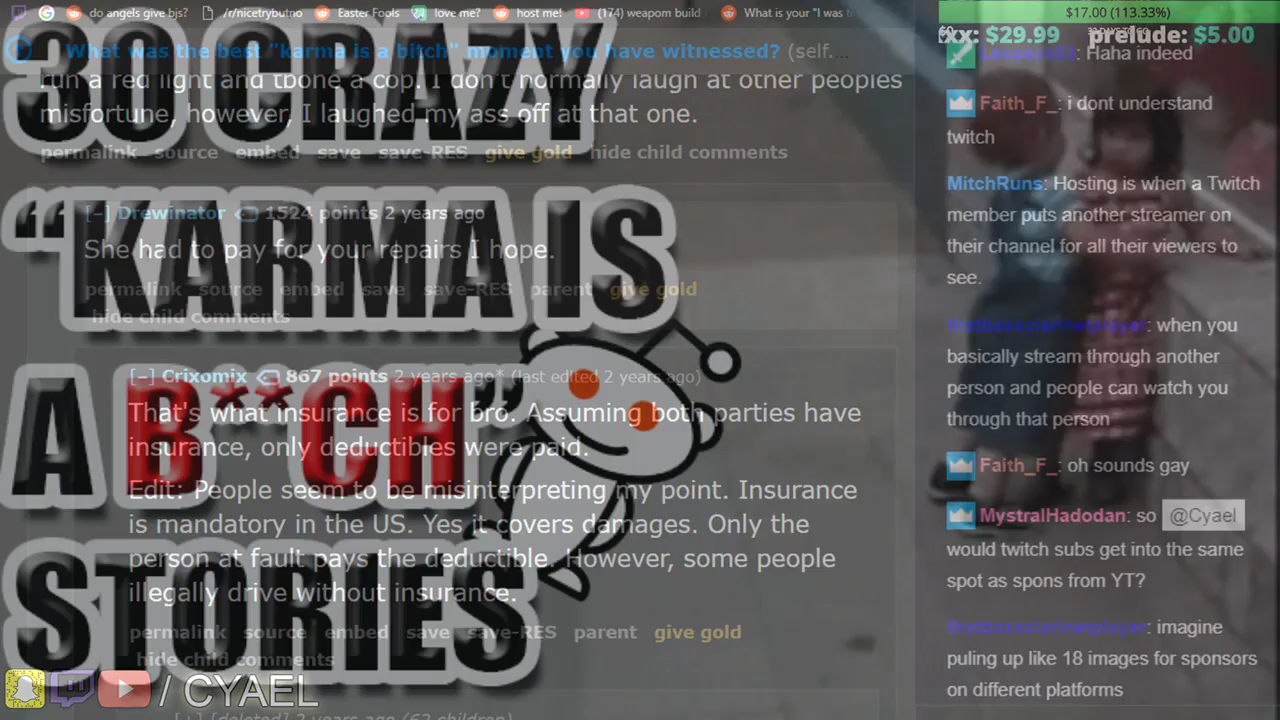 do angels give bjs?
/r/nicetrybutno
Easter Fools
love me?
host me!
(174) weapom build
What is your "I was t
$17.00 (113.33%)
$29.99
prelude: $5.00
30 CRAZY
"KARMA IS
A B**CH"
STORIES
What was the best "karma is a bitch" moment you have witnessed? (self....
run a red light and tbone a cop. I don't normally laugh at other peoples
misfortune, however, I laughed my ass off at that one.
permalink source embed save save-RES give gold hide child comments
[–] Drewinator 1524 points 2 years ago
She had to pay for your repairs I hope.
permalink source embed save save-RES parent give gold
hide child comments
[–] Crixomix 867 points 2 years ago* (last edited 2 years ago)
That's what insurance is for bro. Assuming both parties have
insurance, only deductibles were paid.
Edit: People seem to be misinterpreting my point. Insurance
is mandatory in the US. Yes it covers damages. Only the
person at fault pays the deductible. However, some people
illegally drive without insurance.
permalink source embed save save-RES parent give gold
hide child comments
[+] [deleted] 2 years ago (62 children)
/ CYAEL
: Haha indeed
Faith_F_: i dont understand
twitch
MitchRuns: Hosting is when a Twitch
member puts another streamer on
their channel for all their viewers to
see.
thatbassclarinetplayer: when you
basically stream through another
person and people can watch you
through that person
Faith_F_: oh sounds gay
MystralHadodan: so @Cyael
would twitch subs get into the same
spot as spons from YT?
thatbassclarinetplayer: imagine
puling up like 18 images for sponsors
on different platforms